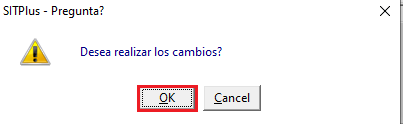 SITPlus - Pregunta?
Desea realizar los cambios?
OK
Cancel